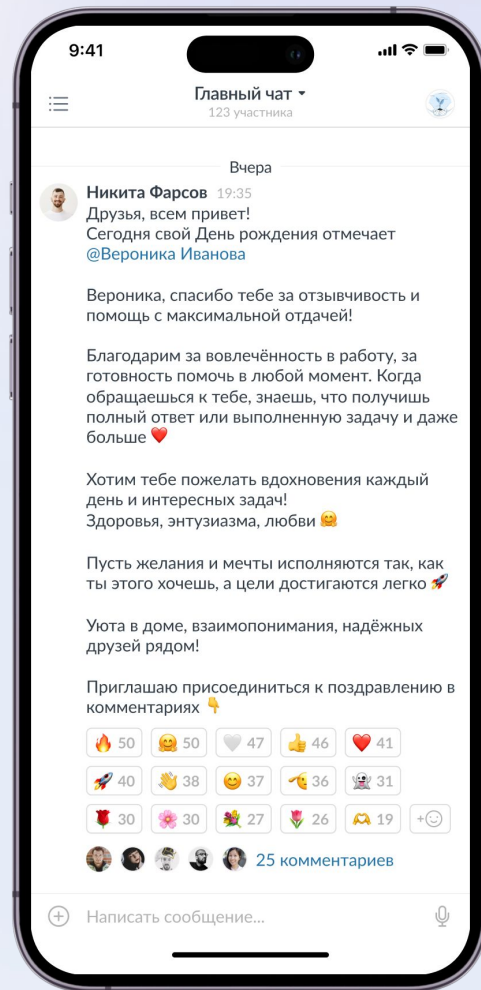 9:41
Главный чат
123 участника
Вчера
Никита Фарсов 19:35
Друзья, всем привет!
Сегодня свой День рождения отмечает
@Вероника Иванова
Вероника, спасибо тебе за отзывчивость и
помощь с максимальной отдачей!
Благодарим за вовлечённость в работу, за
готовность помочь в любой момент. Когда
обращаешься к тебе, знаешь, что получишь
полный ответ или выполненную задачу и даже
больше ❤️
Хотим тебе пожелать вдохновения каждый
день и интересных задач!
Здоровья, энтузиазма, любви 🤗
Пусть желания и мечты исполняются так, как
ты этого хочешь, а цели достигаются легко 🚀
Уюта в доме, взаимопонимания, надёжных
друзей рядом!
Приглашаю присоединиться к поздравлению в
комментариях 👇
🔥 50 🤗 50 🤍 47 👍 46 ❤️ 41
🚀 40 👋 38 😊 37 🫡 36 👻 31
🌹 30 🌸 30 💐 27 🌷 26 🫶 19
25 комментариев
Написать сообщение...